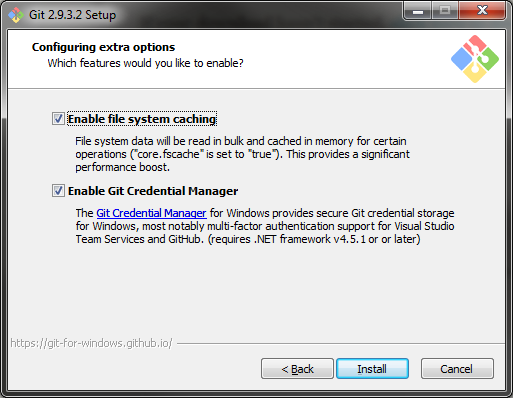 Git 2.9.3.2 Setup
Configuring extra options
Which features would you like to enable?
Enable file system caching
File system data will be read in bulk and cached in memory for certain
operations ("core.fscache" is set to "true"). This provides a significant
performance boost.
Enable Git Credential Manager
The Git Credential Manager for Windows provides secure Git credential storage
for Windows, most notably multi-factor authentication support for Visual Studio
Team Services and GitHub. (requires .NET framework v4.5.1 or or later)
https://git-for-windows.github.io/
< Back
Install
Cancel